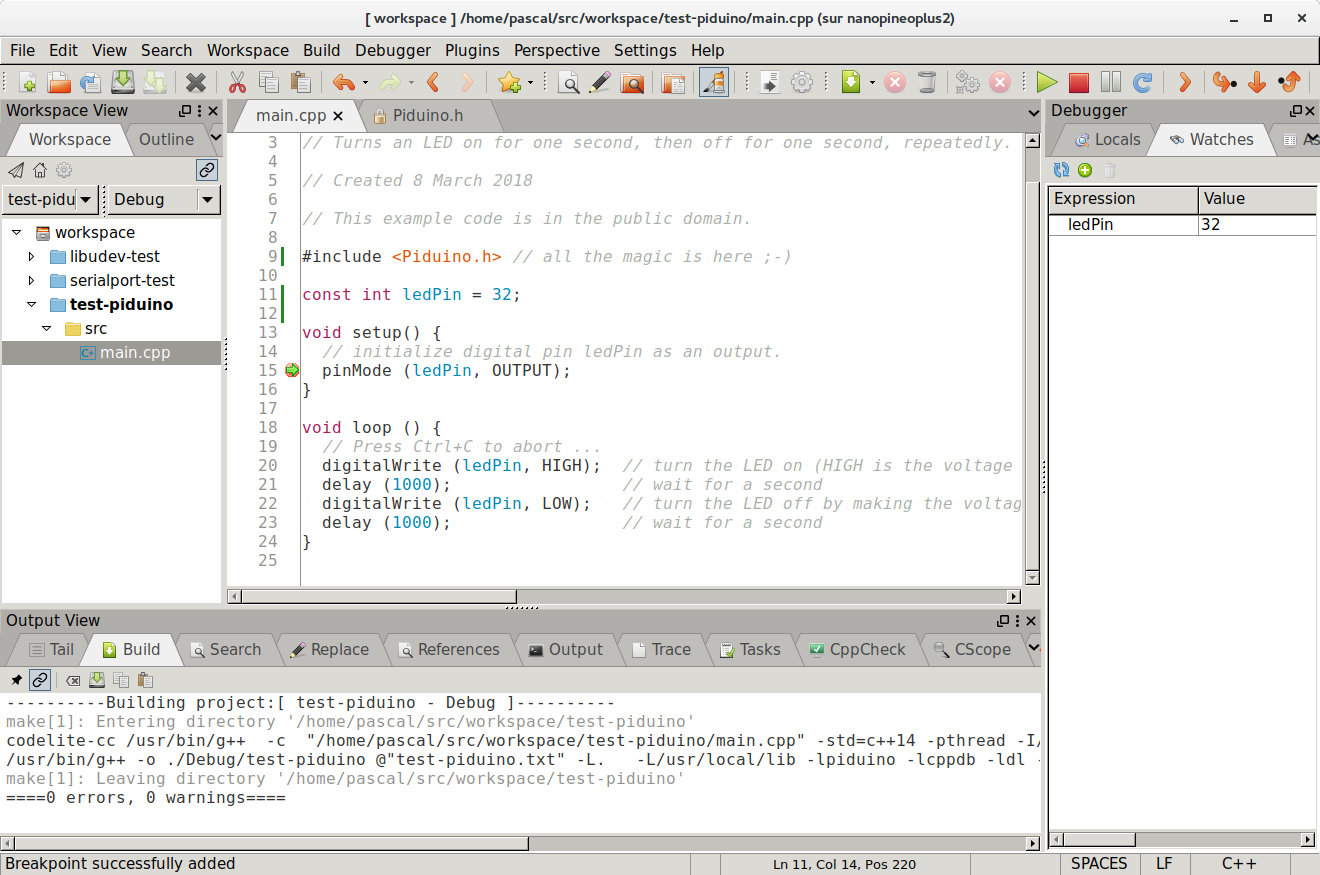 [ workspace ] /home/pascal/src/workspace/test-piduino/main.cpp (sur nanopineoplus2)
File Edit View Search Workspace Build Debugger Plugins Perspective Settings Help
Workspace View
Workspace Outline
test-pidu Debug
workspace
libudev-test
serialport-test
test-piduino
src
main.cpp
main.cpp Piduino.h
3 // Turns an LED on for one second, then off for one second, repeatedly.
4
5 // Created 8 March 2018
6
7 // This example code is in the public domain.
8
9 #include <Piduino.h> // all the magic is here ;-)
10
11 const int ledPin = 32;
12
13 void setup() {
14   // initialize digital pin ledPin as an output.
15   pinMode (ledPin, OUTPUT);
16 }
17
18 void loop () {
19   // Press Ctrl+C to abort ...
20   digitalWrite (ledPin, HIGH);  // turn the LED on (HIGH is the voltage
21   delay (1000);                 // wait for a second
22   digitalWrite (ledPin, LOW);   // turn the LED off by making the voltag
23   delay (1000);                 // wait for a second
24 }
25
Debugger
Locals Watches As
Expression Value
ledPin 32
Output View
Tail Build Search Replace References Output Trace Tasks CppCheck CScope
----------Building project:[ test-piduino - Debug ]----------
make[1]: Entering directory '/home/pascal/src/workspace/test-piduino'
codelite-cc /usr/bin/g++  -c  "/home/pascal/src/workspace/test-piduino/main.cpp" -std=c++14 -pthread -I/
/usr/bin/g++ -o ./Debug/test-piduino @"test-piduino.txt" -L.   -L/usr/local/lib -lpiduino -lcppdb -ldl -
make[1]: Leaving directory '/home/pascal/src/workspace/test-piduino'
====0 errors, 0 warnings====
Breakpoint successfully added Ln 11, Col 14, Pos 220 SPACES LF C++